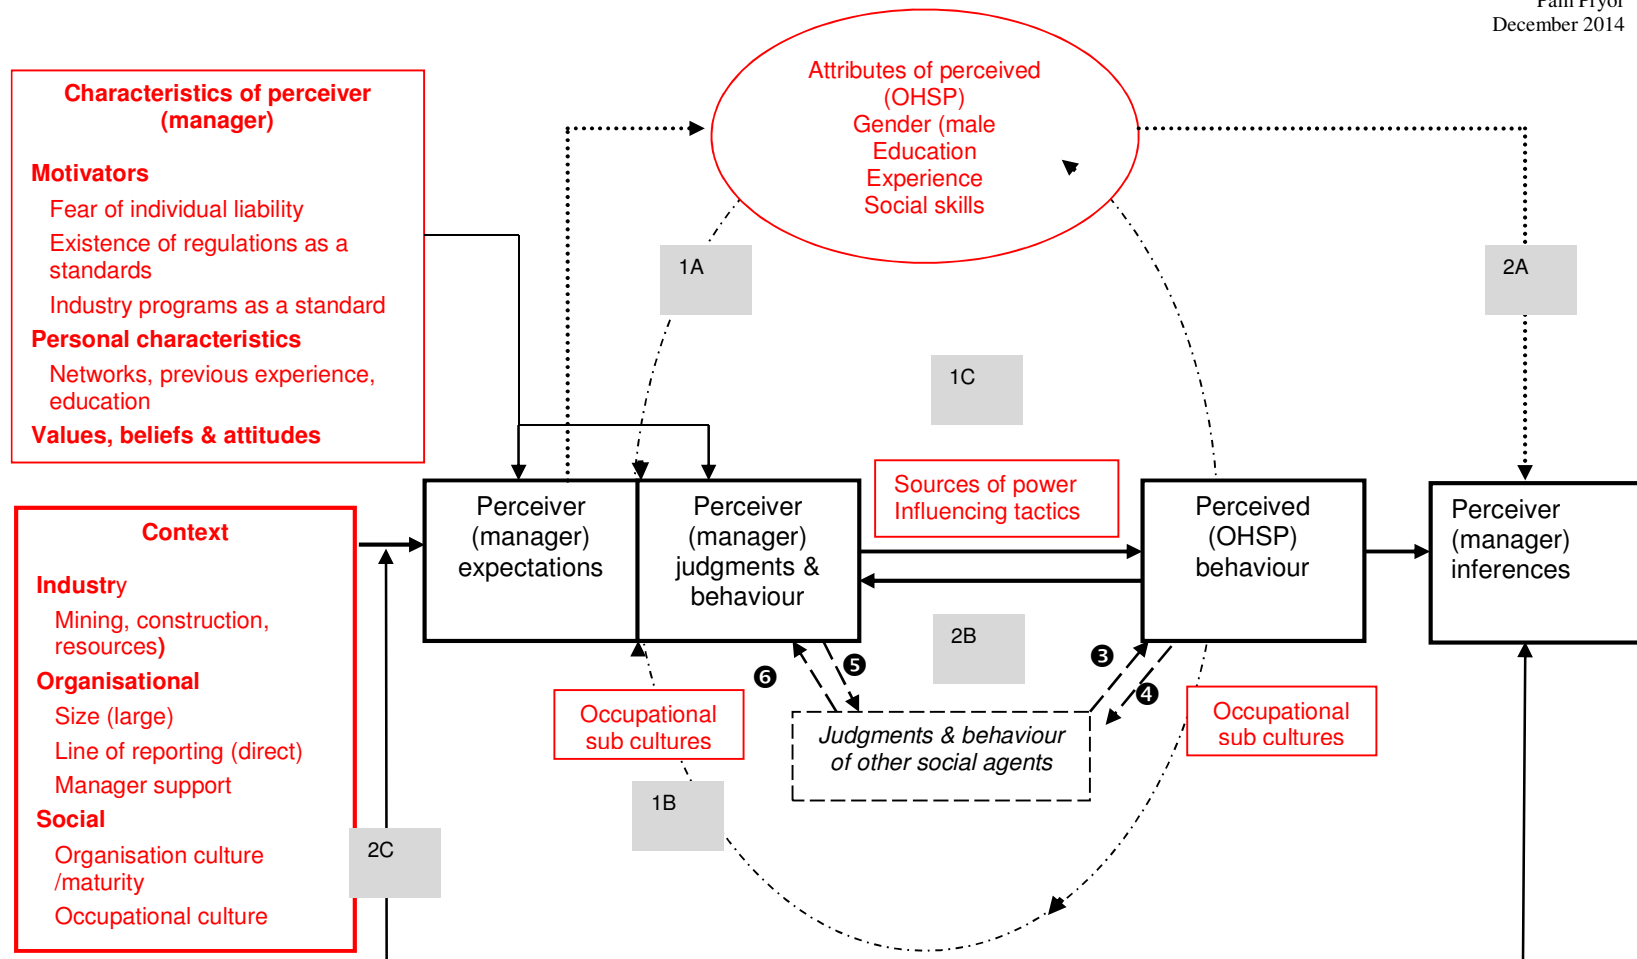 Pam Pryor
December 2014
Characteristics of perceiver
(manager)
Motivators
Fear of individual liability
Existence of regulations as a
standards
Industry programs as a standard
Personal characteristics
Networks, previous experience,
education
Values, beliefs & attitudes
Attributes of perceived
(OHSP)
Gender (male
Education
Experience
Social skills
1A
2A
1C
Context
Industry
Mining, construction,
resources)
Organisational
Size (large)
Line of reporting (direct)
Manager support
Social
Organisation culture
/maturity
Occupational culture
Perceiver
(manager)
expectations
Perceiver
(manager)
judgments &
behaviour
Sources of power
Influencing tactics
Perceived
(OHSP)
behaviour
Perceiver
(manager)
inferences
2B
❻
❺
❸
❹
Occupational
sub cultures
Judgments & behaviour
of other social agents
Occupational
sub cultures
1B
2C